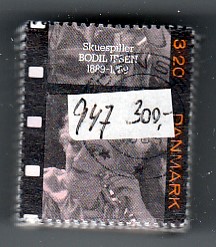 Skuespiller
BODIL IPSEN
1889-1
3.20
947 300,-
DANMARK